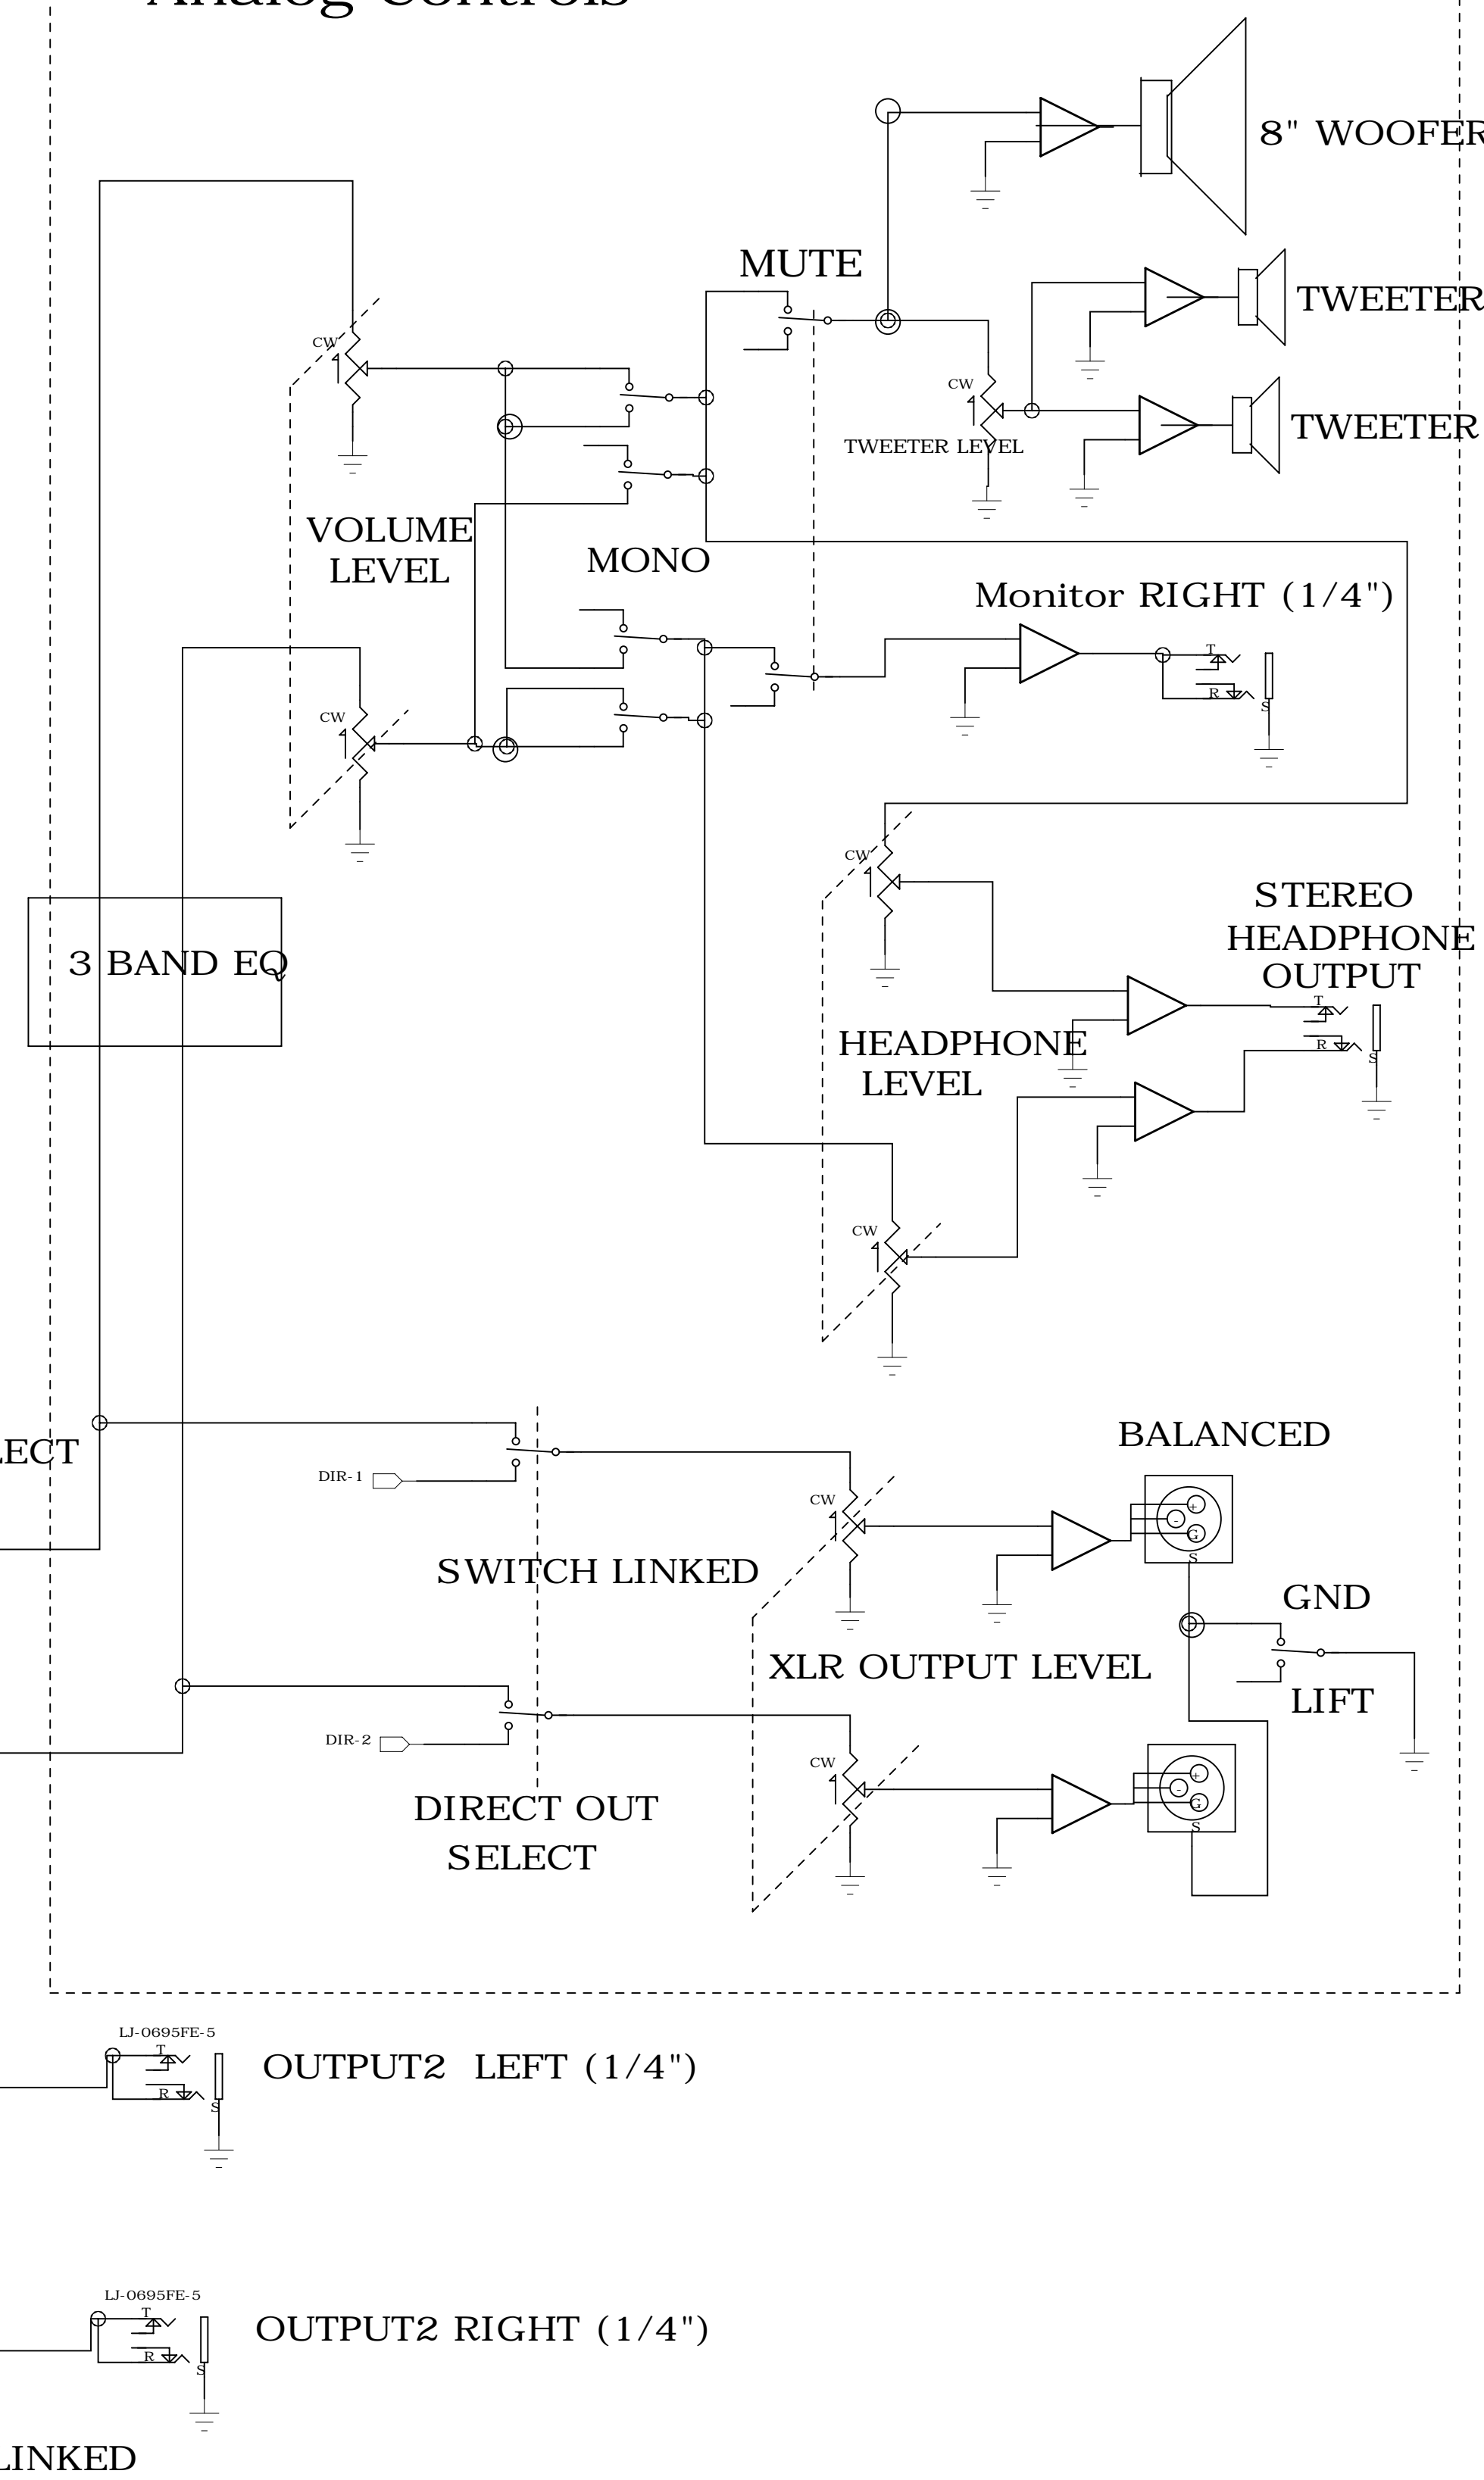 Analog Controls
8" WOOFER
MUTE
TWEETER
CW
CW
TWEETER
TWEETER LEVEL
VOLUME
LEVEL
MONO
Monitor RIGHT (1/4")
T
R
S
CW
CW
STEREO
HEADPHONE
OUTPUT
3 BAND EQ
T
R
S
HEADPHONE
LEVEL
CW
BALANCED
LECT
DIR-1
CW
+
-
G
S
SWITCH LINKED
GND
XLR OUTPUT LEVEL
LIFT
DIR-2
CW
+
-
G
S
DIRECT OUT
SELECT
LJ-0695FE-5
T
R
S
OUTPUT2 LEFT (1/4")
LJ-0695FE-5
T
R
S
OUTPUT2 RIGHT (1/4")
LINKED